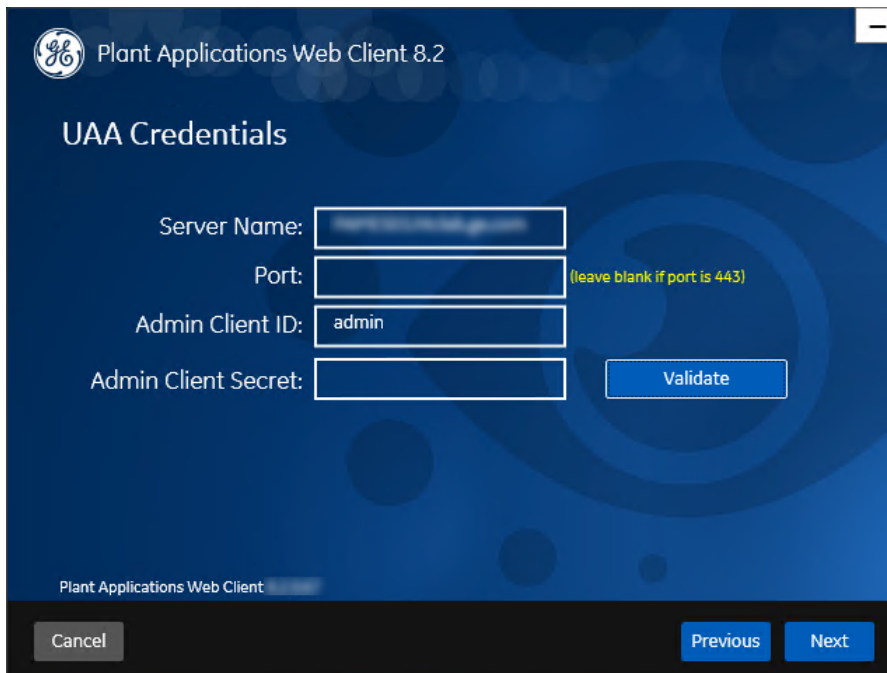 Plant Applications Web Client 8.2
UAA Credentials
Server Name:
Port:
(leave blank if port is 443)
Admin Client ID: admin
Admin Client Secret:
Validate
Plant Applications Web Client
Cancel
Previous
Next